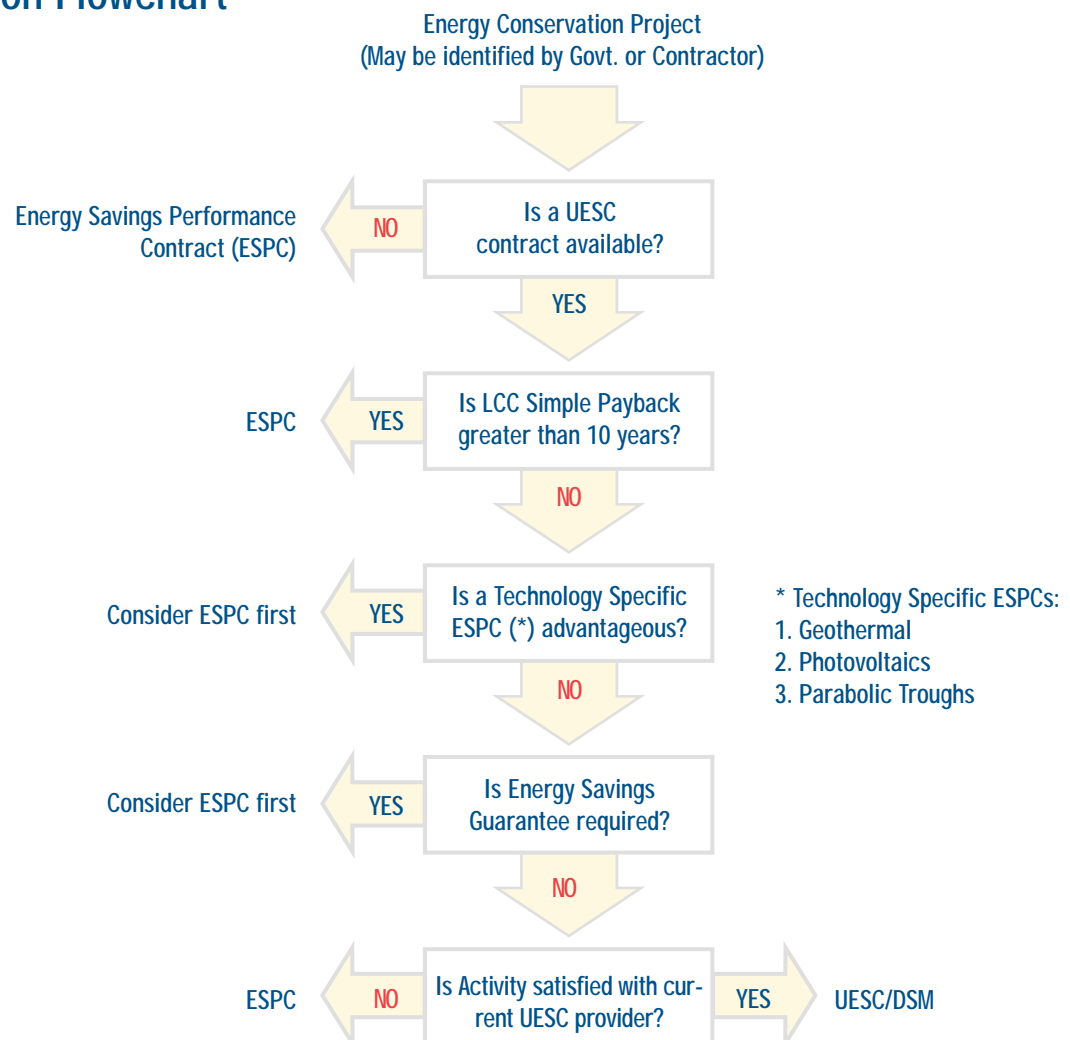 on Flowchart
Energy Conservation Project
(May be identified by Govt. or Contractor)
Energy Savings Performance
Contract (ESPC)
NO
Is a UESC
contract available?
YES
ESPC
YES
Is LCC Simple Payback
greater than 10 years?
NO
Consider ESPC first
YES
Is a Technology Specific
ESPC (*) advantageous?
* Technology Specific ESPCs:
1. Geothermal
2. Photovoltaics
3. Parabolic Troughs
NO
Consider ESPC first
YES
Is Energy Savings
Guarantee required?
NO
ESPC
NO
Is Activity satisfied with cur-
rent UESC provider?
YES
UESC/DSM